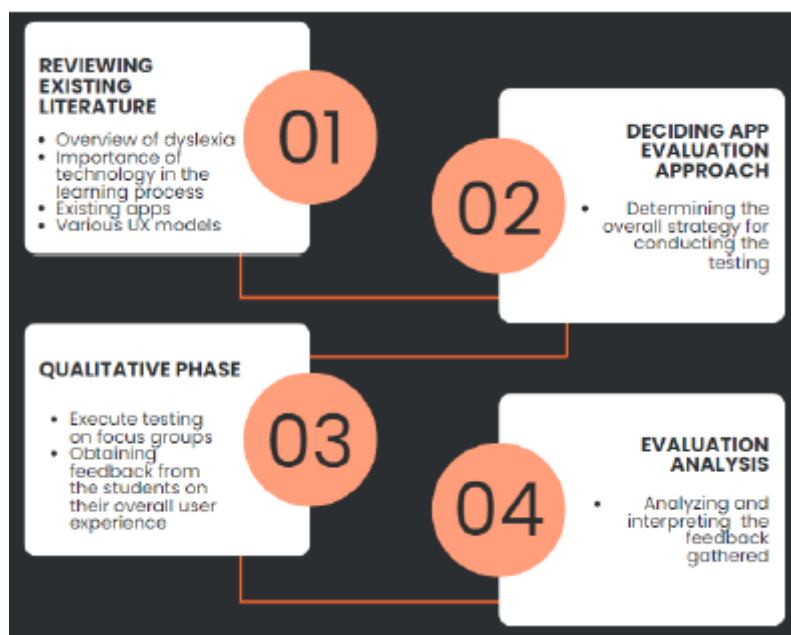 REVIEWING
EXISTING
LITERATURE
• Overview of dyslexia
• Importance of
technology in the
learning process
• Existing apps
• Various UX models
01
DECIDING APP
EVALUATION
APPROACH
• Determining the
overall strategy for
conducting the
testing
02
QUALITATIVE PHASE
• Execute testing
on focus groups
• Obtaining
feedback from
the students on
their overall user
experience
03
EVALUATION
ANALYSIS
• Analyzing and
interpreting the
feedback
gathered
04